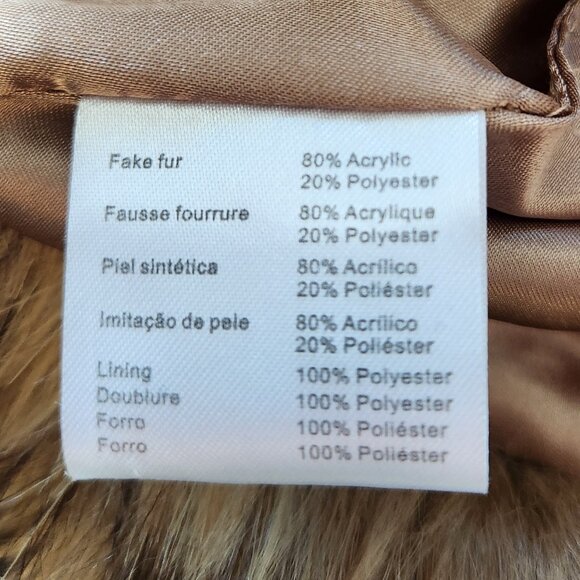 Fake fur 80% Acrylic
20% Polyester
Fausse fourrure 80% Acrylique
20% Polyester
Piel sintética 80% Acrílico
20% Poliéster
Imitação de pele 80% Acrílico
20% Poliéster
Lining 100% Polyester
Doublure 100% Polyester
Forro 100% Poliéster
Forro 100% Poliéster